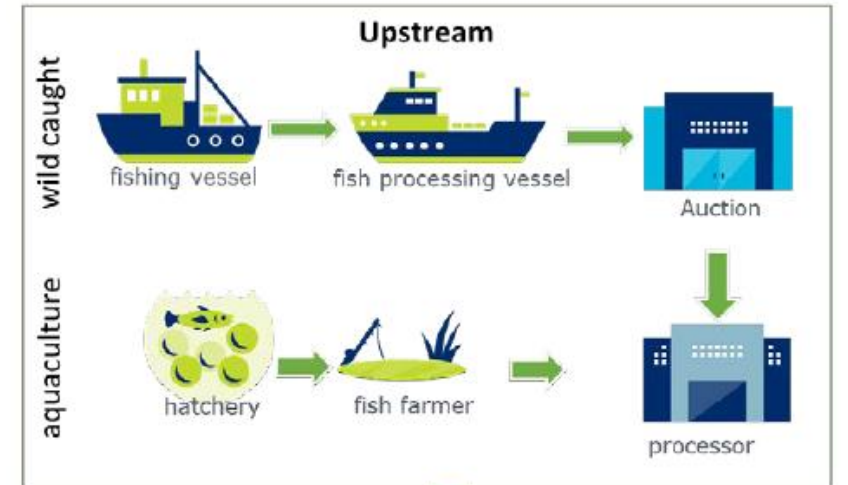 Upstream
wild caught
fishing vessel
fish processing vessel
Auction
aquaculture
hatchery
fish farmer
processor